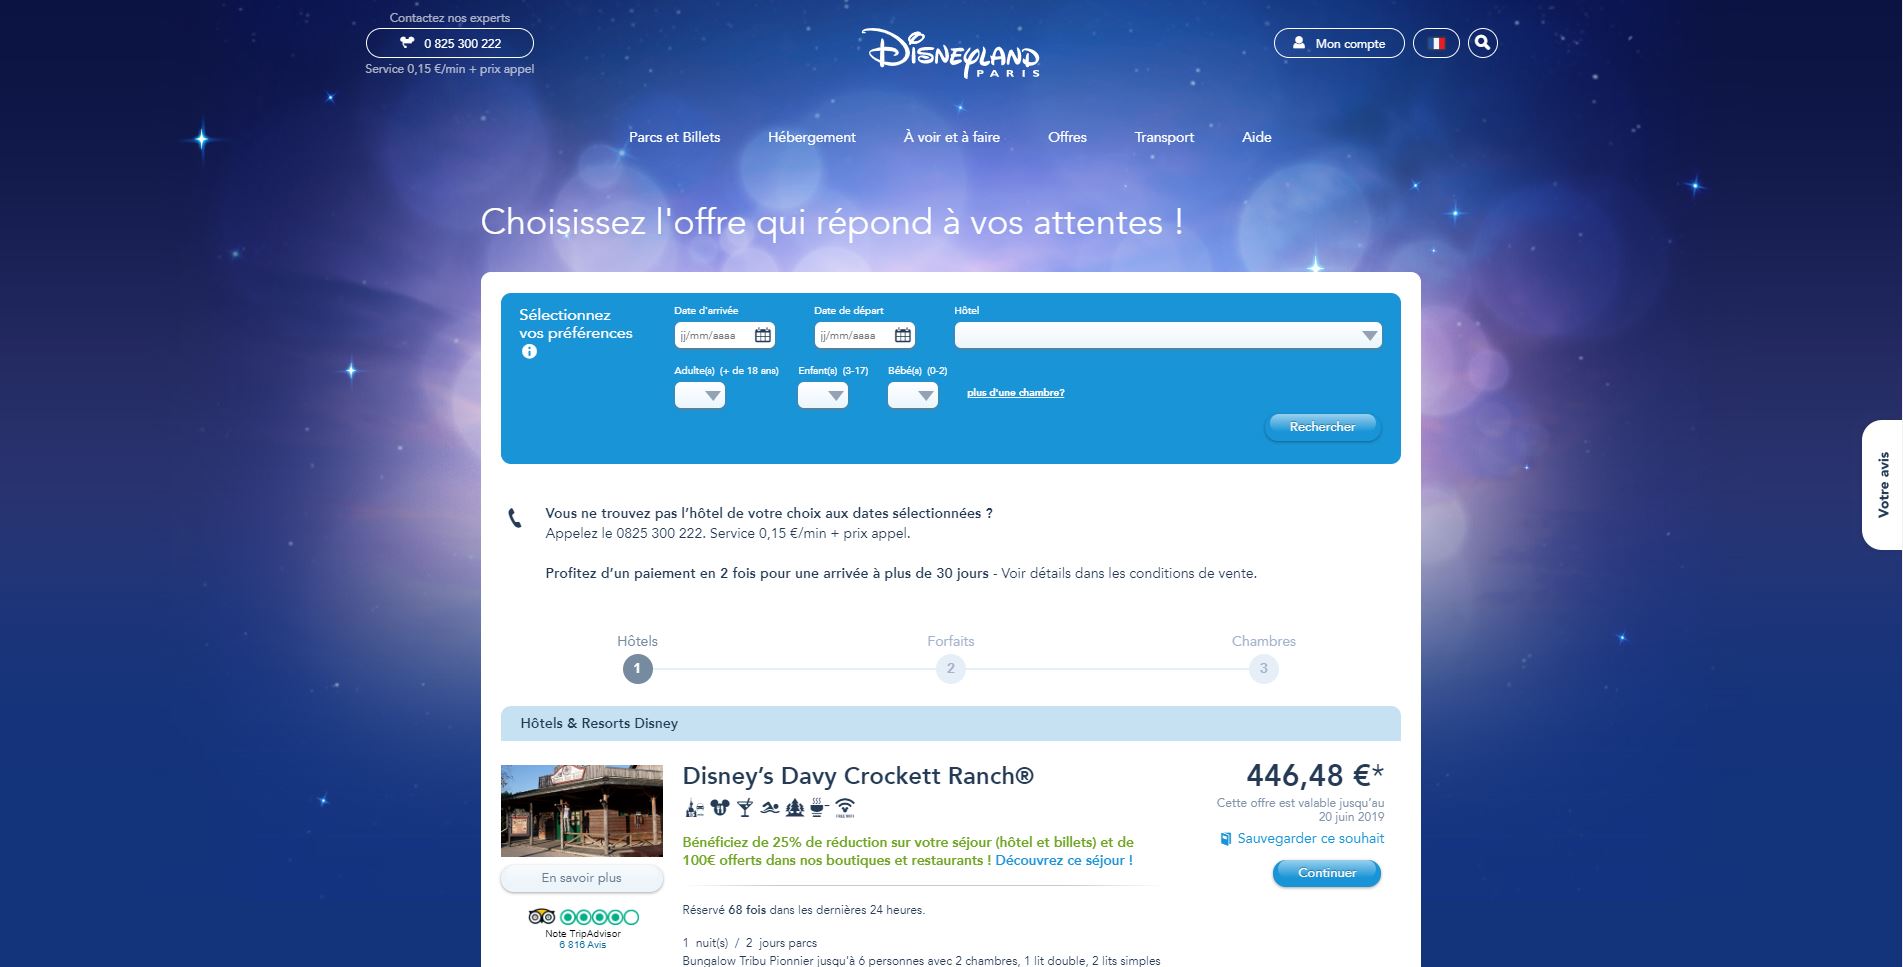 Contactez nos experts
0 825 300 222
Service 0,15 €/min + prix appel
DISNEYLAND
PARIS
Mon compte
Parcs et Billets
Hébergement
À voir et à faire
Offres
Transport
Aide
Choisissez l'offre qui répond à vos attentes !
Sélectionnez
vos préférences
Date d'arrivée
jj/mm/aaaa
Date de départ
jj/mm/aaaa
Hôtel
Adulte(s) (+ de 18 ans)
Enfant(s) (3-17)
Bébé(s) (0-2)
plus d'une chambre?
Rechercher
Votre avis
Vous ne trouvez pas l’hôtel de votre choix aux dates sélectionnées ?
Appelez le 0825 300 222. Service 0,15 €/min + prix appel.
Profitez d’un paiement en 2 fois pour une arrivée à plus de 30 jours - Voir détails dans les conditions de vente.
Hôtels
Forfaits
Chambres
1
2
3
Hôtels & Resorts Disney
Disney’s Davy Crockett Ranch®
446,48 €*
Cette offre est valable jusqu’au
20 juin 2019
Sauvegarder ce souhait
Continuer
Bénéficiez de 25% de réduction sur votre séjour (hôtel et billets) et de
100€ offerts dans nos boutiques et restaurants ! Découvrez ce séjour !
En savoir plus
Note TripAdvisor
6 816 Avis
Réservé 68 fois dans les dernières 24 heures.
1 nuit(s) / 2 jours parcs
Bungalow Tribu Pionnier jusqu'à 6 personnes avec 2 chambres, 1 lit double, 2 lits simples